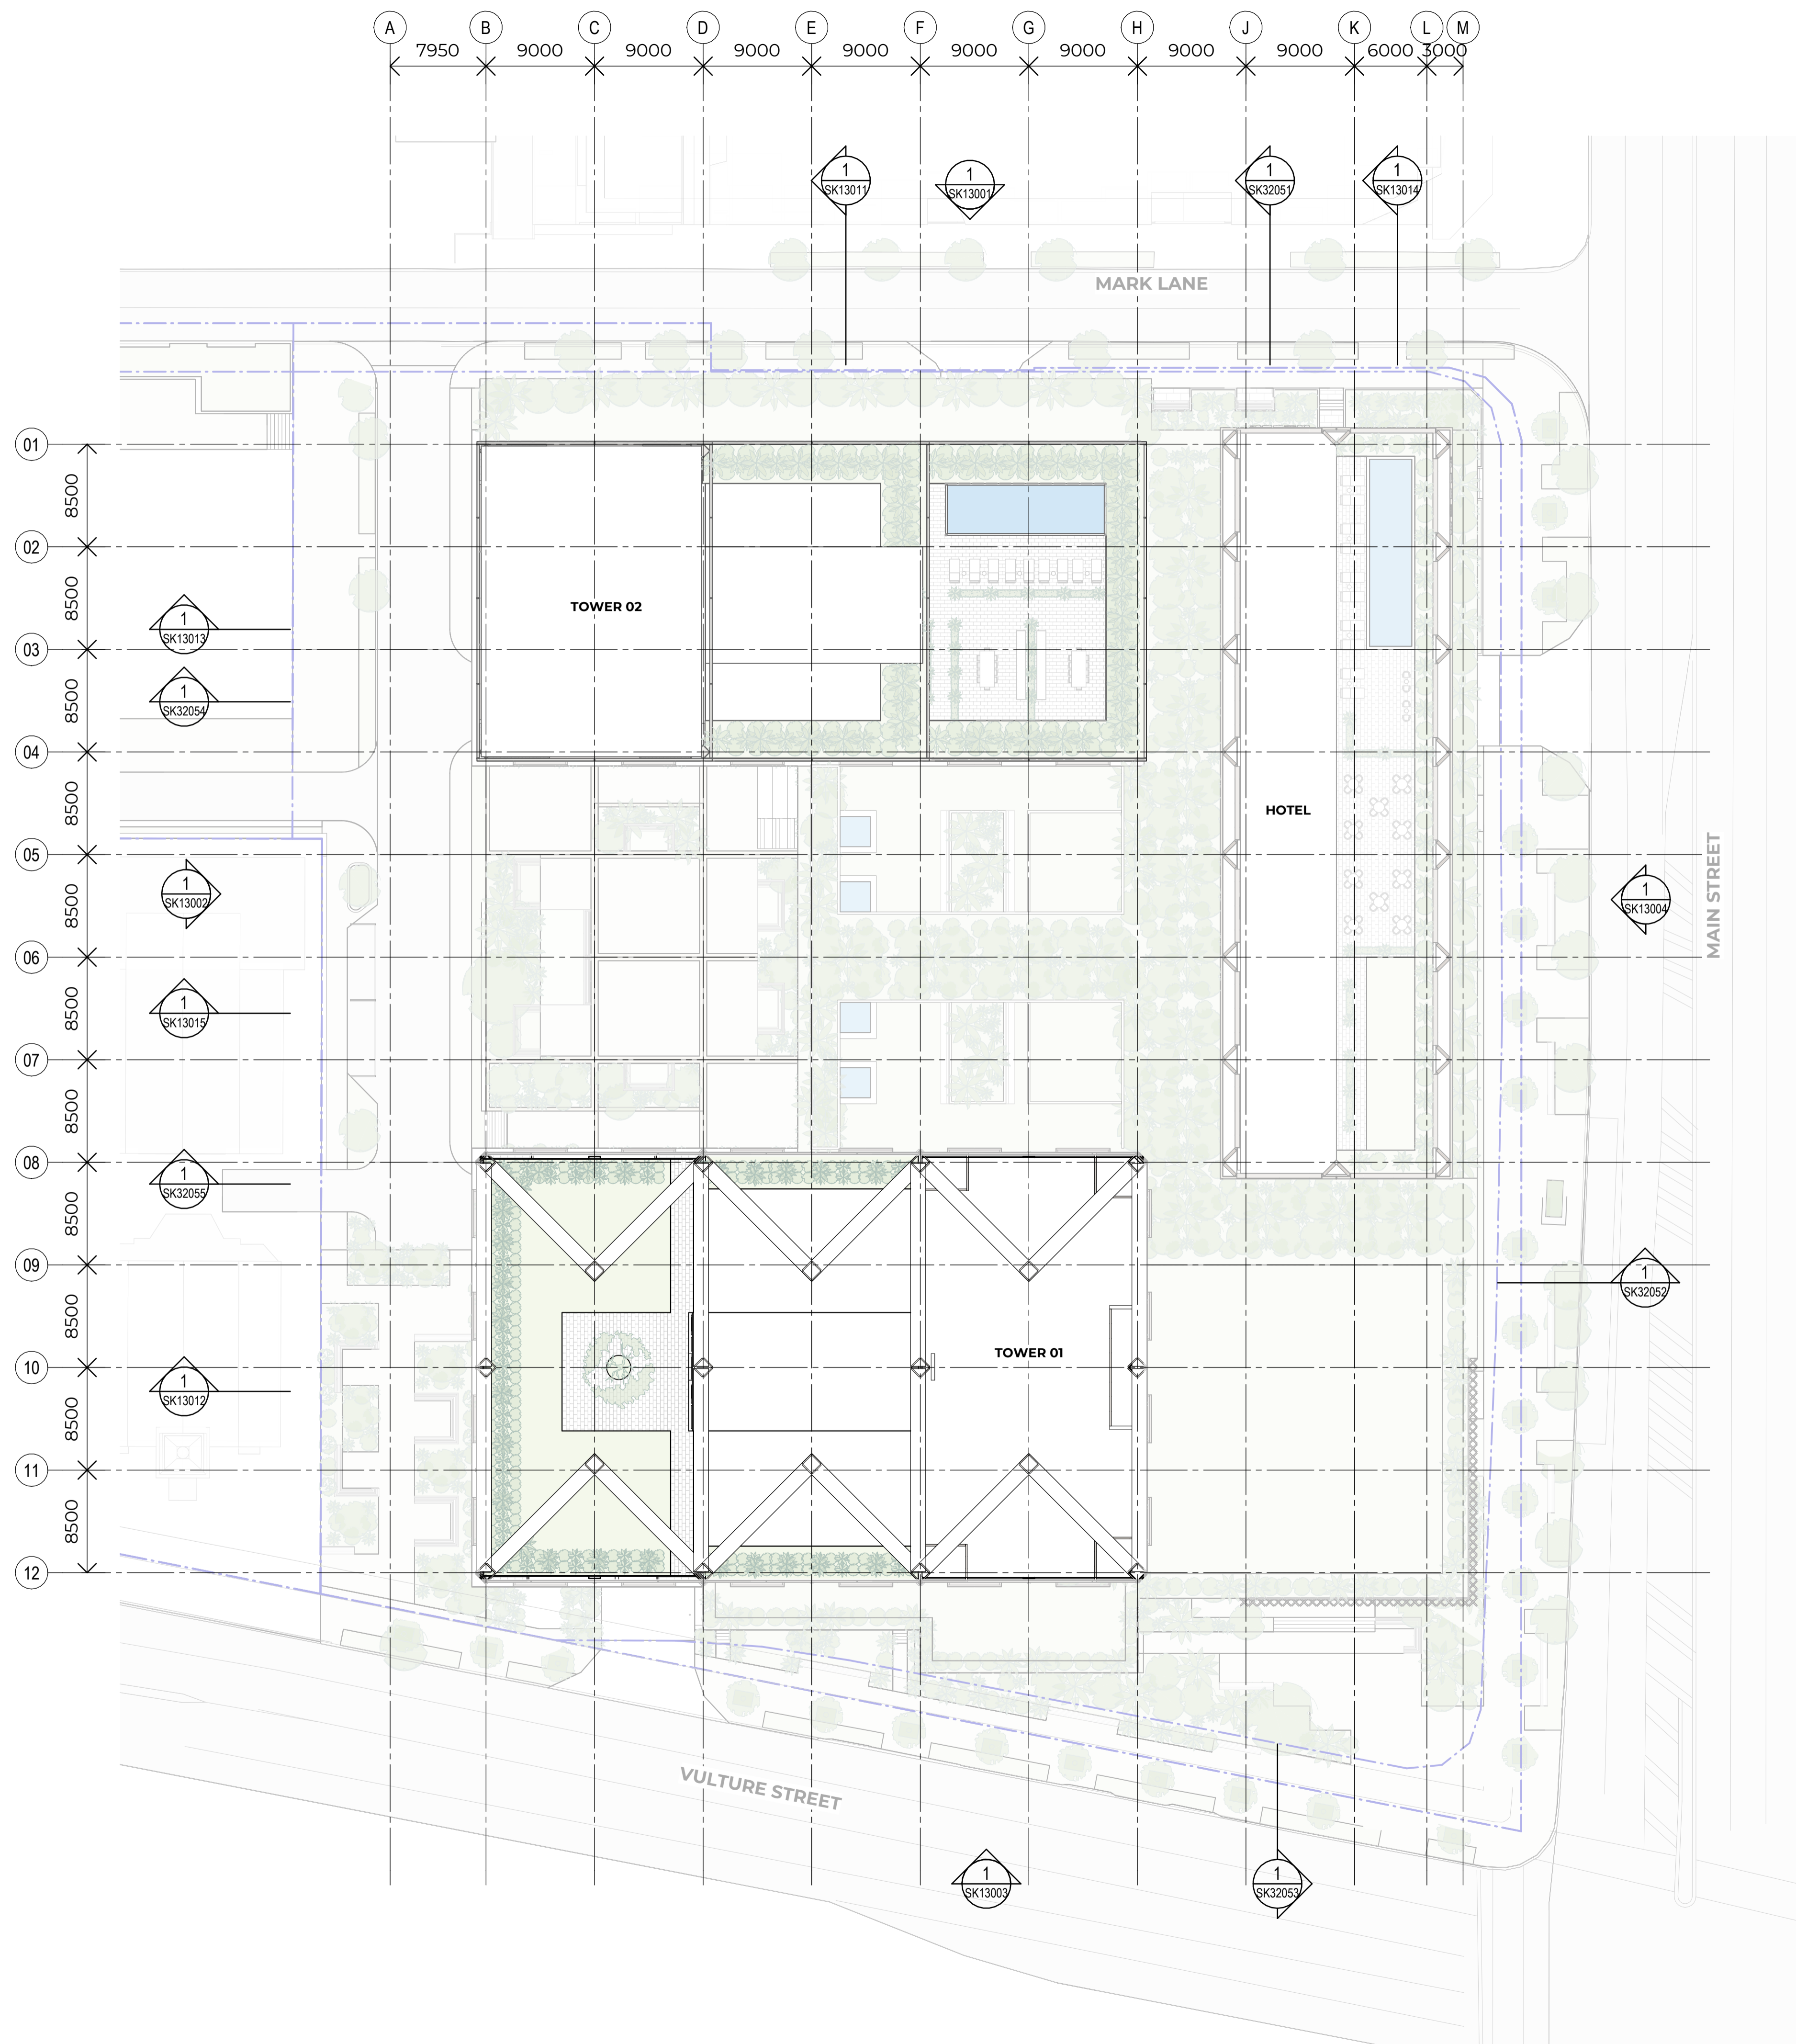 A B C D E F G H J K L M
7950 9000 9000 9000 9000 9000 9000 9000 9000 6000 3000
1
SK13011
1
SK13001
1
SK32051
1
SK13014
MARK LANE
01
8500
02
8500
TOWER 02
1
SK13013
03
8500
1
SK32054
04
8500
HOTEL
05
8500
1
SK13002
1
SK13004
MAIN STREET
06
8500
1
SK13015
07
8500
08
1
SK32055
8500
09
1
SK32052
8500
TOWER 01
10
1
SK13012
8500
11
8500
12
VULTURE STREET
1
SK13003
1
SK32053